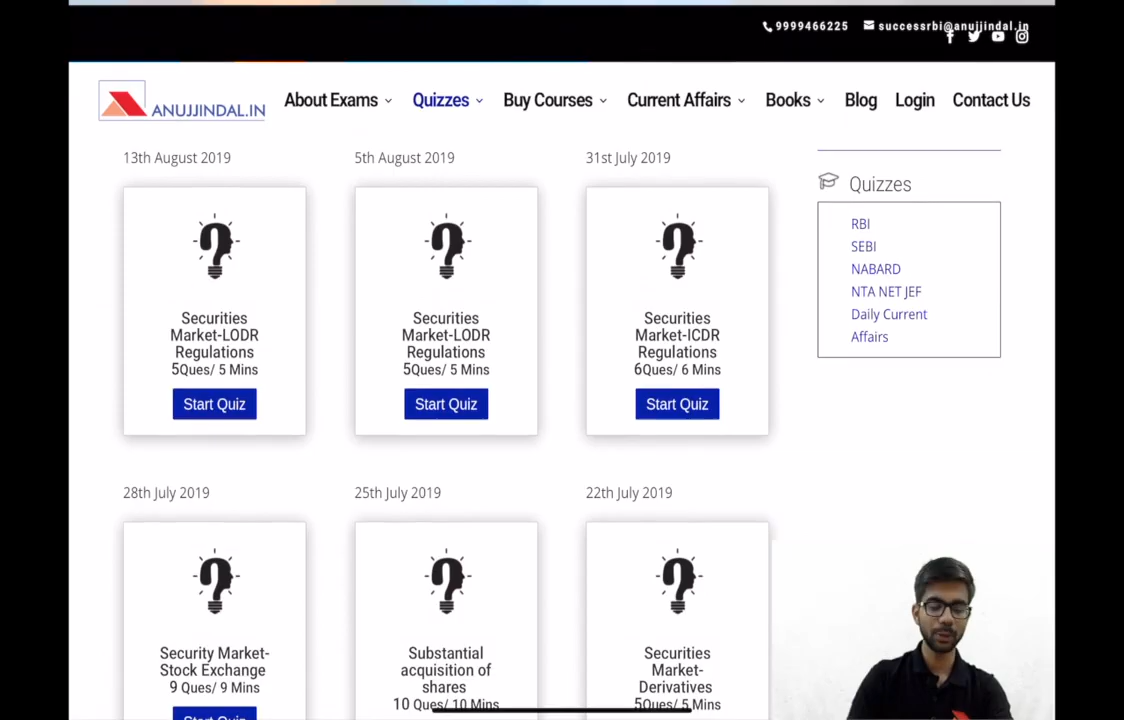 9999466225 successrbi@anujjindal.in
ANUJJINDAL.IN About Exams Quizzes Buy Courses Current Affairs Books Blog Login Contact Us
13th August 2019
5th August 2019
31st July 2019
Quizzes
RBI
SEBI
NABARD
NTA NET JEF
Daily Current
Affairs
Securities
Market-LODR
Regulations
5Ques/ 5 Mins
Start Quiz
Securities
Market-LODR
Regulations
5Ques/ 5 Mins
Start Quiz
Securities
Market-ICDR
Regulations
6Ques/ 6 Mins
Start Quiz
28th July 2019
25th July 2019
22th July 2019
Security Market-
Stock Exchange
9 Ques/ 9 Mins
Start Quiz
Substantial
acquisition of
shares
10 Ques/ 10 Mins
Securities
Market-
Derivatives
5Ques/ 5 Mins